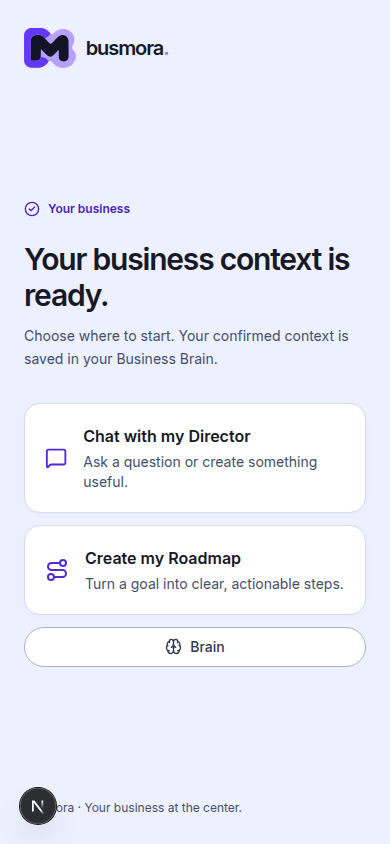 busmora.
Your business
Your business context is
ready.
Choose where to start. Your confirmed context is
saved in your Business Brain.
Chat with my Director
Ask a question or create something
useful.
Create my Roadmap
Turn a goal into clear, actionable steps.
Brain
N
· Your business at the center.